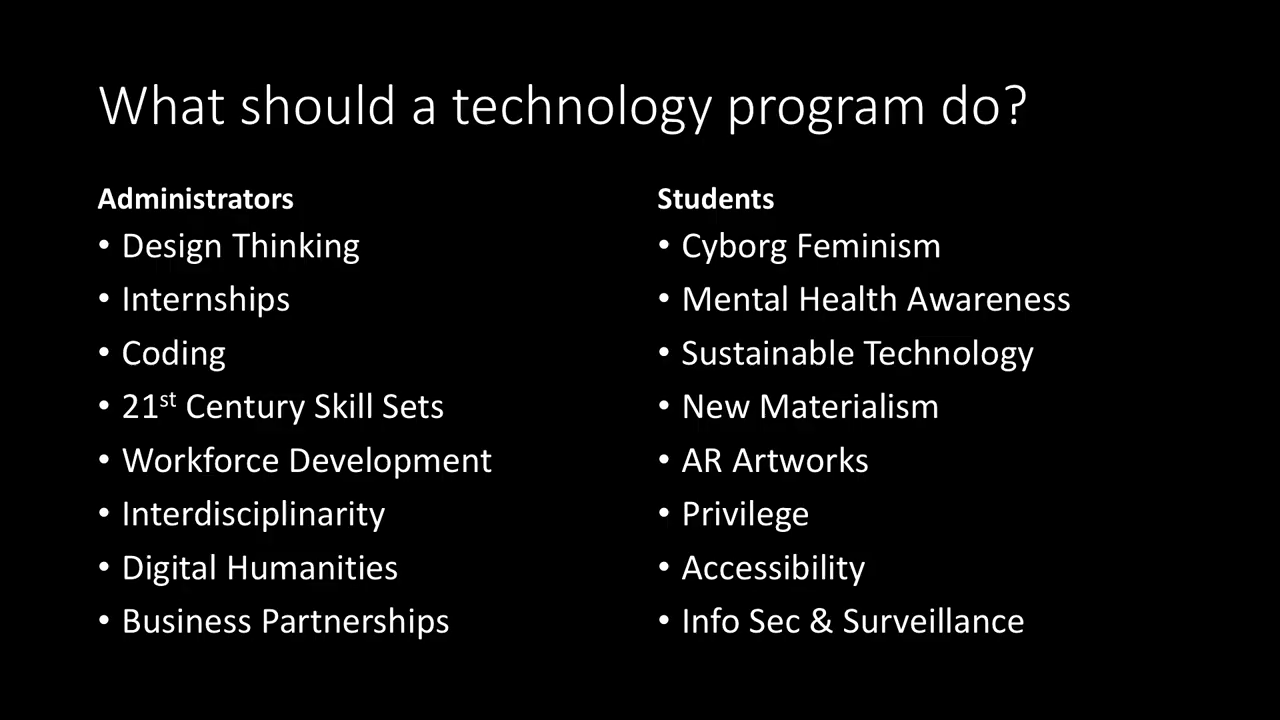 What should a technology program do?
Administrators
• Design Thinking
• Internships
• Coding
• 21st Century Skill Sets
• Workforce Development
• Interdisciplinarity
• Digital Humanities
• Business Partnerships
Students
• Cyborg Feminism
• Mental Health Awareness
• Sustainable Technology
• New Materialism
• AR Artworks
• Privilege
• Accessibility
• Info Sec & Surveillance